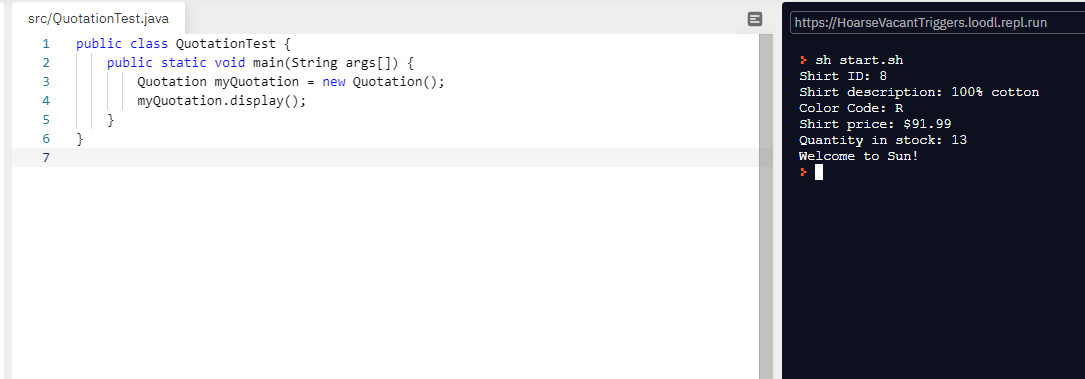 src/QuotationTest.java
1 public class QuotationTest {
2 public static void main(String args[]) {
3 Quotation myQuotation = new Quotation();
4 myQuotation.display();
5 }
6 }
7
https://HoarseVacantTriggers.loodl.repl.run
sh start.sh
Shirt ID: 8
Shirt description: 100% cotton
Color Code: R
Shirt price: $91.99
Quantity in stock: 13
Welcome to Sun!